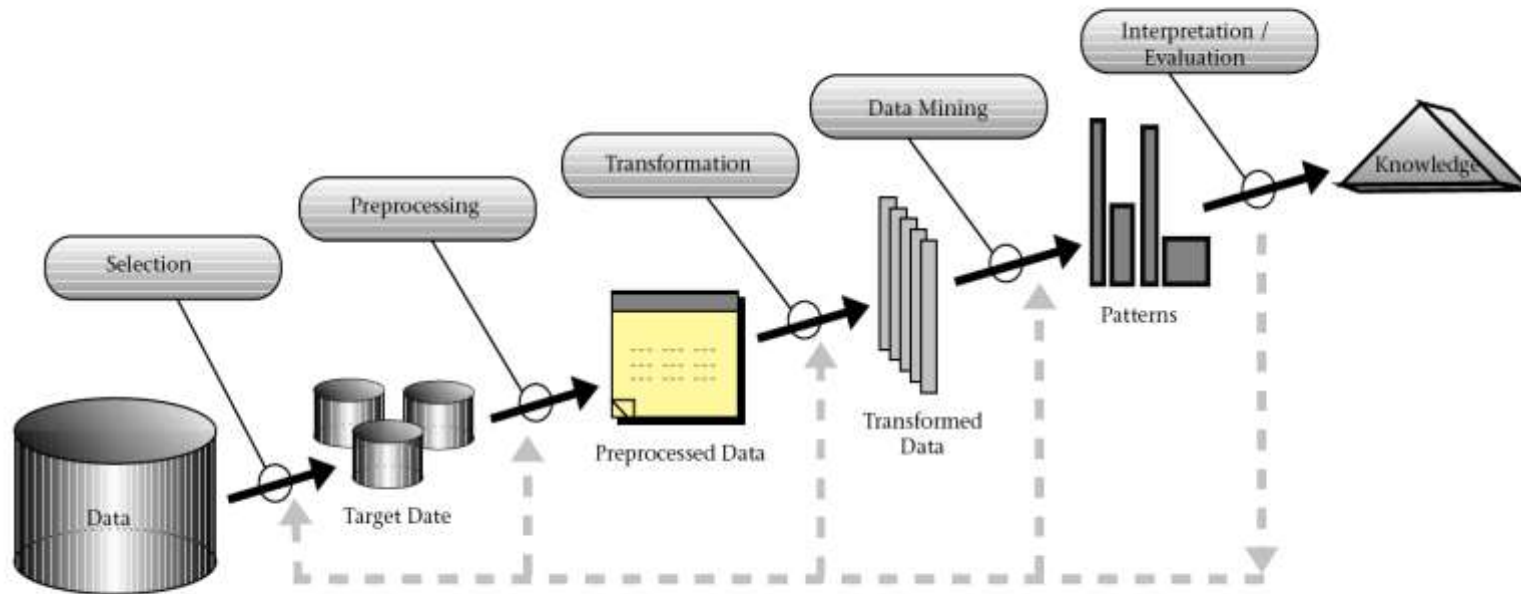 Interpretation /
Evaluation
Data Mining
Knowledge
Transformation
Preprocessing
Selection
Patterns
Transformed
Data
Preprocessed Data
Target Date
Data